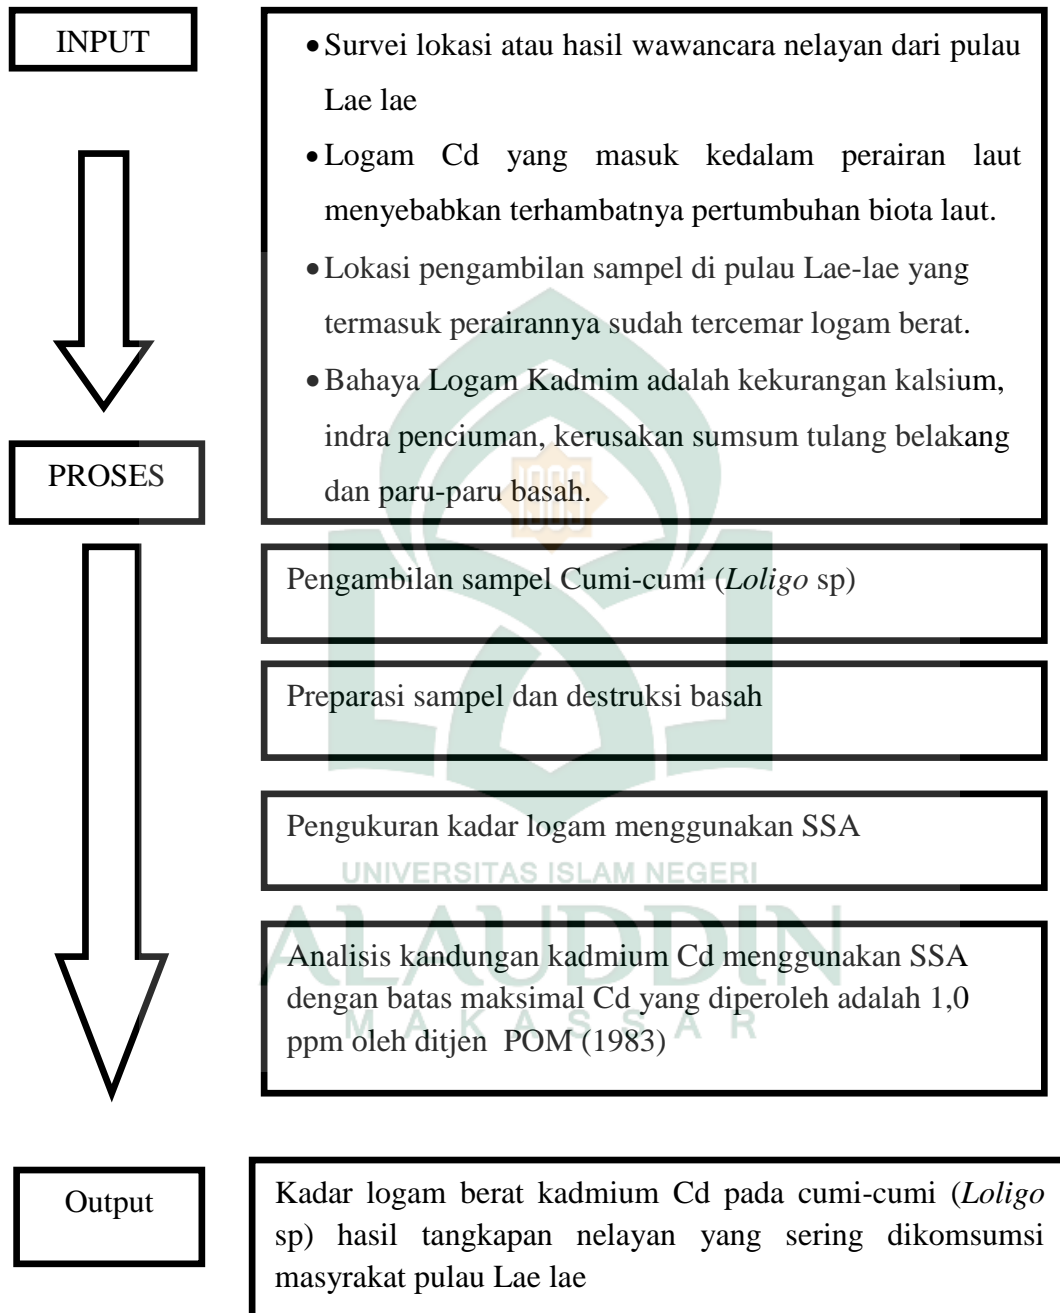 INPUT
• Survei lokasi atau hasil wawancara nelayan dari pulau
Lae lae
• Logam Cd yang masuk kedalam perairan laut
menyebabkan terhambatnya pertumbuhan biota laut.
• Lokasi pengambilan sampel di pulau Lae-lae yang
termasuk perairannya sudah tercemar logam berat.
• Bahaya Logam Kadmim adalah kekurangan kalsium,
indra penciuman, kerusakan sumsum tulang belakang
dan paru-paru basah.
PROSES
1965
Pengambilan sampel Cumi-cumi (Loligo sp)
Preparasi sampel dan destruksi basah
Pengukuran kadar logam menggunakan SSA
UNIVERSITAS ISLAM NEGERI
ALAUDDIN
MAKASSAR
Analisis kandungan kadmium Cd menggunakan SSA
dengan batas maksimal Cd yang diperoleh adalah 1,0
ppm oleh ditjen POM (1983)
Output
Kadar logam berat kadmium Cd pada cumi-cumi (Loligo
sp) hasil tangkapan nelayan yang sering dikomsumsi
masyrakat pulau Lae lae